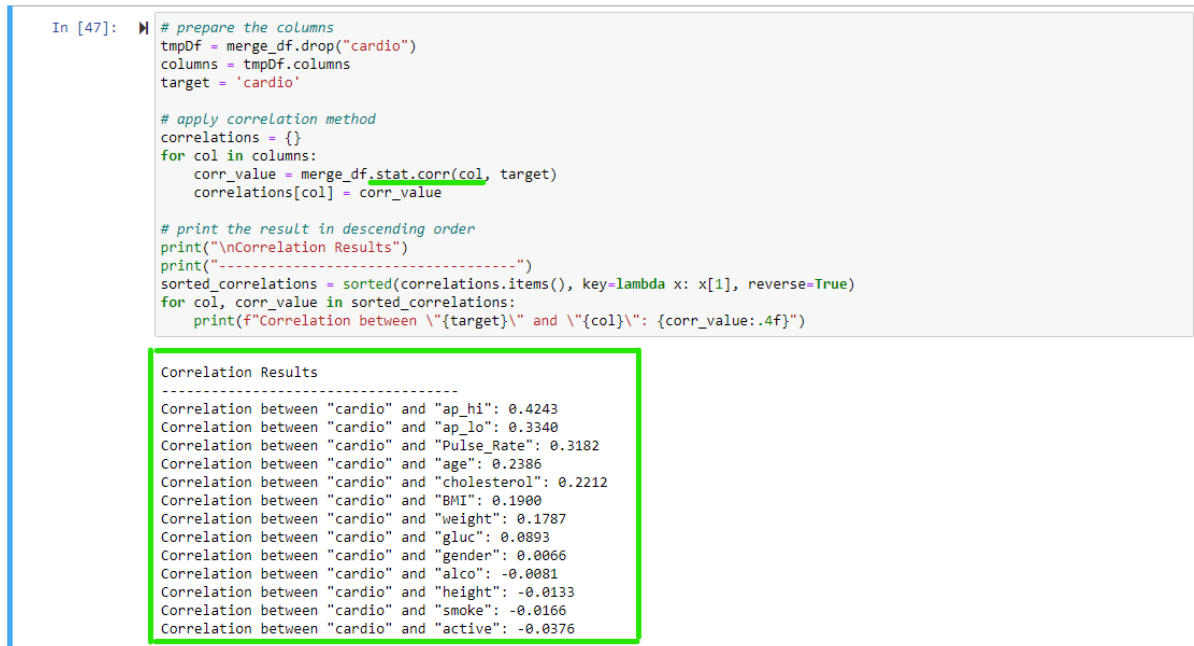 In [47]:
# prepare the columns
tmpDf = merge_df.drop("cardio")
columns = tmpDf.columns
target = 'cardio'

# apply correlation method
correlations = {}
for col in columns:
    corr_value = merge_df.stat.corr(col, target)
    correlations[col] = corr_value

# print the result in descending order
print("\nCorrelation Results")
print("------------------------------------")
sorted_correlations = sorted(correlations.items(), key=lambda x: x[1], reverse=True)
for col, corr_value in sorted_correlations:
    print(f"Correlation between \"{target}\" and \"{col}\": {corr_value:.4f}")

Correlation Results
------------------------------------
Correlation between "cardio" and "ap_hi": 0.4243
Correlation between "cardio" and "ap_lo": 0.3340
Correlation between "cardio" and "Pulse_Rate": 0.3182
Correlation between "cardio" and "age": 0.2386
Correlation between "cardio" and "cholesterol": 0.2212
Correlation between "cardio" and "BMI": 0.1900
Correlation between "cardio" and "weight": 0.1787
Correlation between "cardio" and "gluc": 0.0893
Correlation between "cardio" and "gender": 0.0066
Correlation between "cardio" and "alco": -0.0081
Correlation between "cardio" and "height": -0.0133
Correlation between "cardio" and "smoke": -0.0166
Correlation between "cardio" and "active": -0.0376